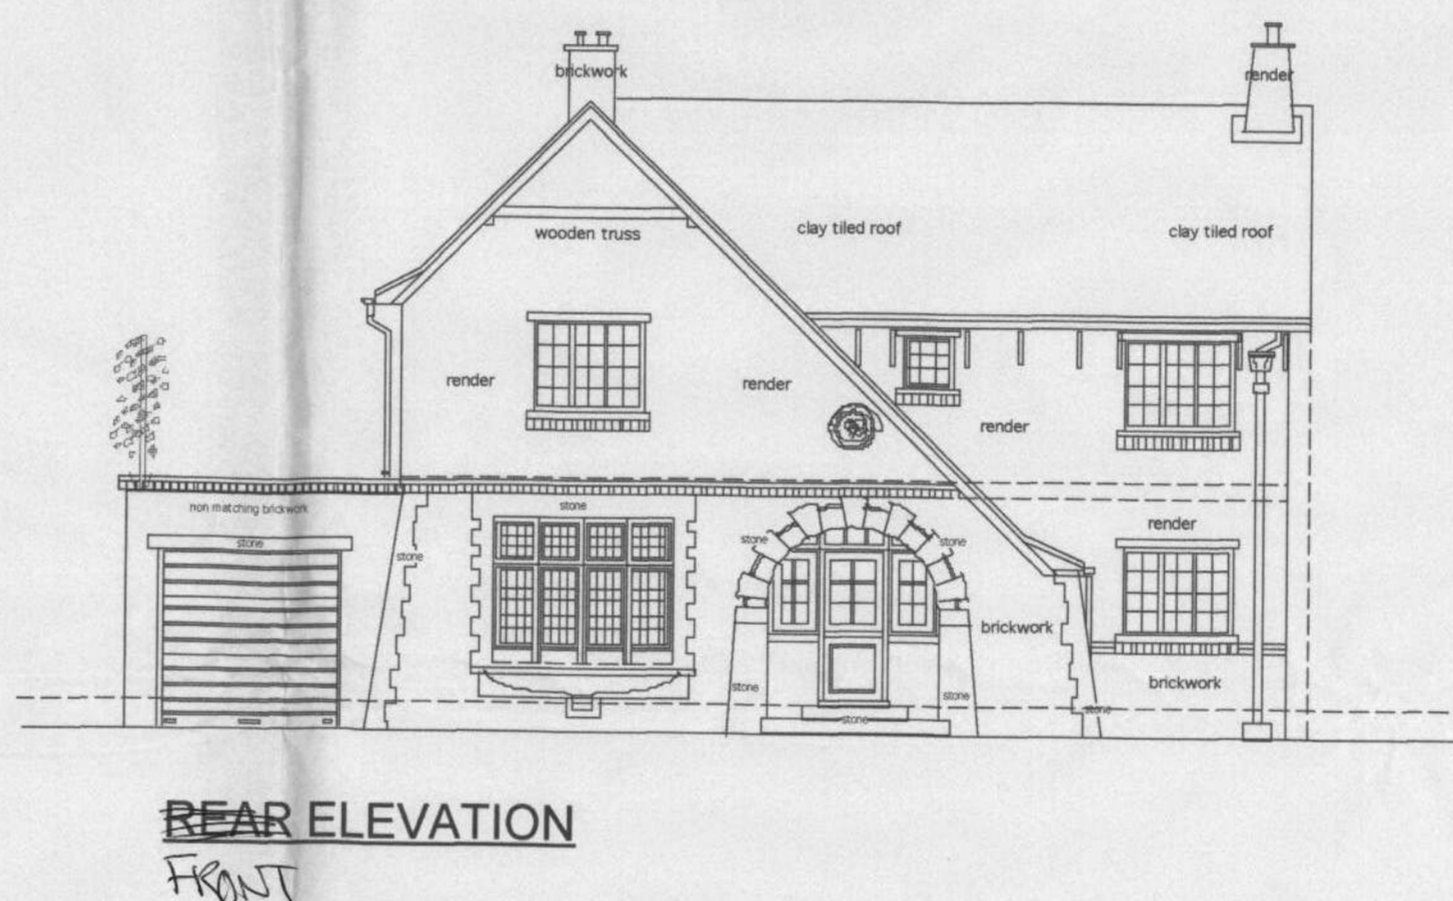 brickwork
render
clay tiled roof
clay tiled roof
wooden truss
render
render
render
non matching brickwork
stone
stone
stone
stone
stone
render
brickwork
brickwork
stone
stone
stone
stone
REAR ELEVATION
FRONT